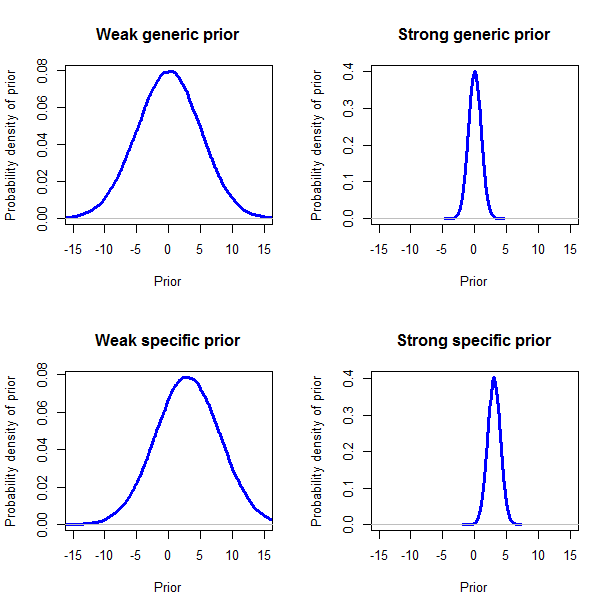 Weak generic prior
Probability density of prior
0.00 0.02 0.04 0.06 0.08
-15 -10 -5 0 5 10 15
Prior
Strong generic prior
Probability density of prior
0.0 0.1 0.2 0.3 0.4
-15 -10 -5 0 5 10 15
Prior
Weak specific prior
Probability density of prior
0.00 0.02 0.04 0.06 0.08
-15 -10 -5 0 5 10 15
Prior
Strong specific prior
Probability density of prior
0.0 0.1 0.2 0.3 0.4
-15 -10 -5 0 5 10 15
Prior